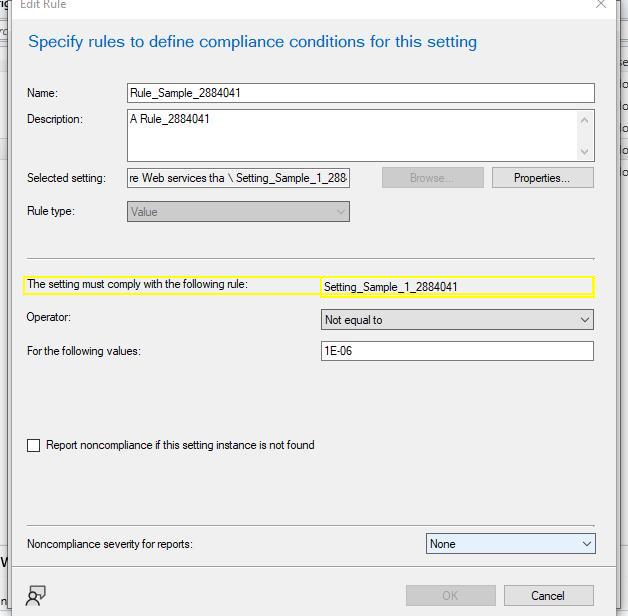 Edit Rule
Specify rules to define compliance conditions for this setting
Name:
Rule_Sample_2884041
Description:
A Rule_2884041
Selected setting:
re Web services tha \ Setting_Sample_1_288
Browse...
Properties...
Rule type:
Value
The setting must comply with the following rule:
Setting_Sample_1_2884041
Operator:
Not equal to
For the following values:
1E-06
Report noncompliance if this setting instance is not found
Noncompliance severity for reports:
None
OK
Cancel